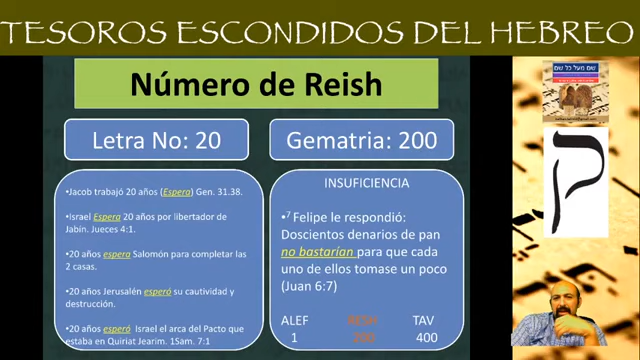 TESOROS ESCONDIDOS DEL HEBREO
Número de Reish
Letra No: 20
Gematria: 200
•Jacob trabajó 20 años (Espera) Gen. 31.38.
•Israel Espera 20 años por libertador de
Jabín. Jueces 4:1.
•20 años espera Salomón para completar las
2 casas.
•20 años Jerusalén esperó su cautividad y
destrucción.
•20 años esperó Israel el arca del Pacto que
estaba en Quiriat Jearim. 1Sam. 7:1
INSUFICIENCIA
•7 Felipe le respondió:
Doscientos denarios de pan
no bastarían para que cada
uno de ellos tomase un poco
(Juan 6:7)
ALEF RESH TAV
1 200 400
שם מעל כל שם
ק